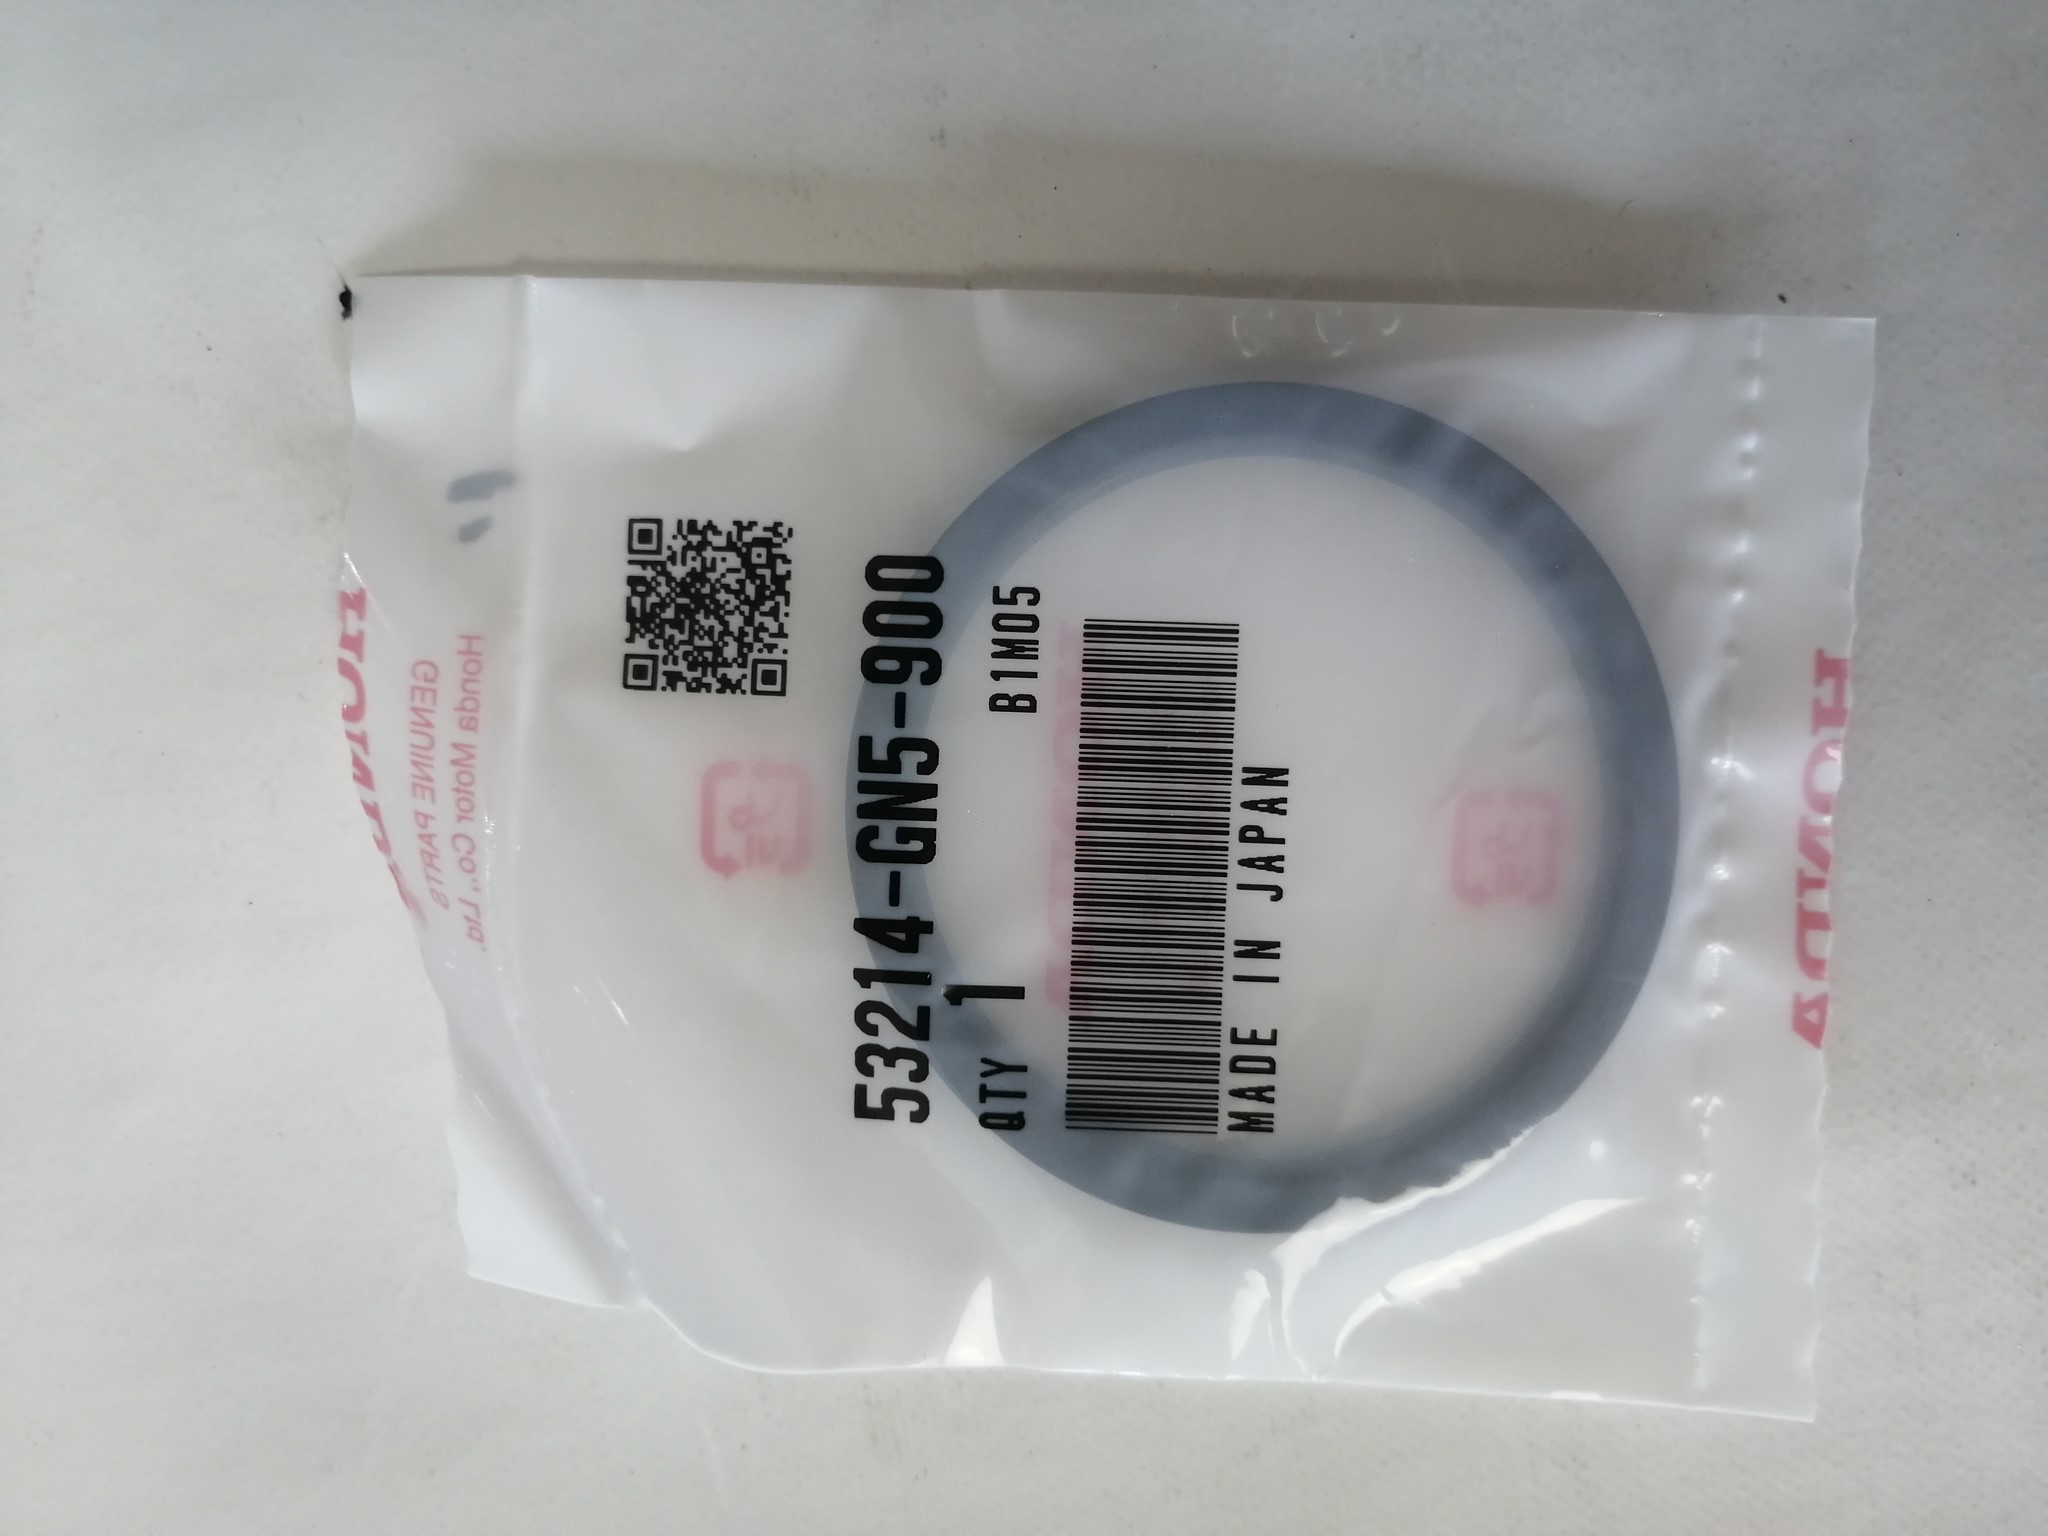 53214-GN5-900
QTY 1 B1M05
MADE IN JAPAN
HONDA
Honda Motor Co., Ltd.
GENUINE PARTS
HONDA